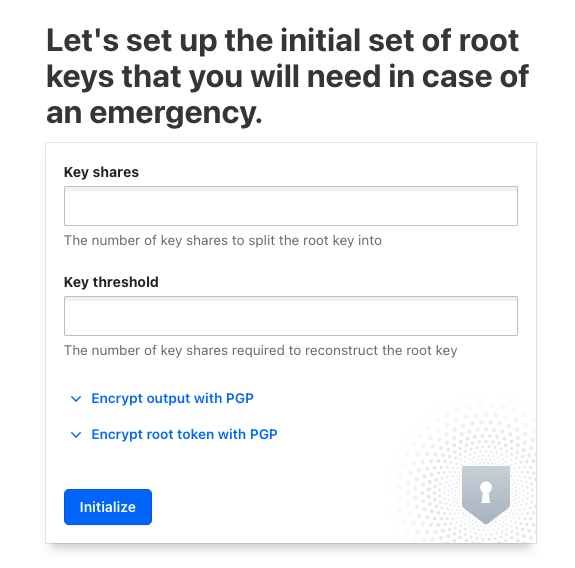 Let's set up the initial set of root
keys that you will need in case of
an emergency.
Key shares
The number of key shares to split the root key into
Key threshold
The number of key shares required to reconstruct the root key
Encrypt output with PGP
Encrypt root token with PGP
Initialize